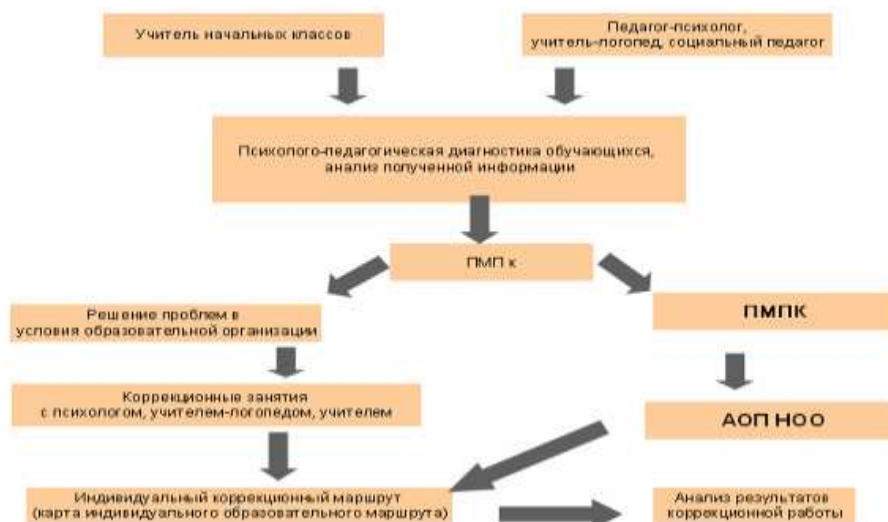 Учитель начальных классов
Педагог-психолог,
учитель-логопед, социальный педагог
Психолого-педагогическая диагностика обучающихся,
анализ полученной информации
ПМП к
Решение проблем в
условия образовательной организации
ПМПК
Коррекционные занятия
с психологом, учителем-логопедом, учителем
АОП НОО
Индивидуальный коррекционный маршрут
(карта индивидуального образовательного маршрута)
Анализ результатов
коррекционной работы